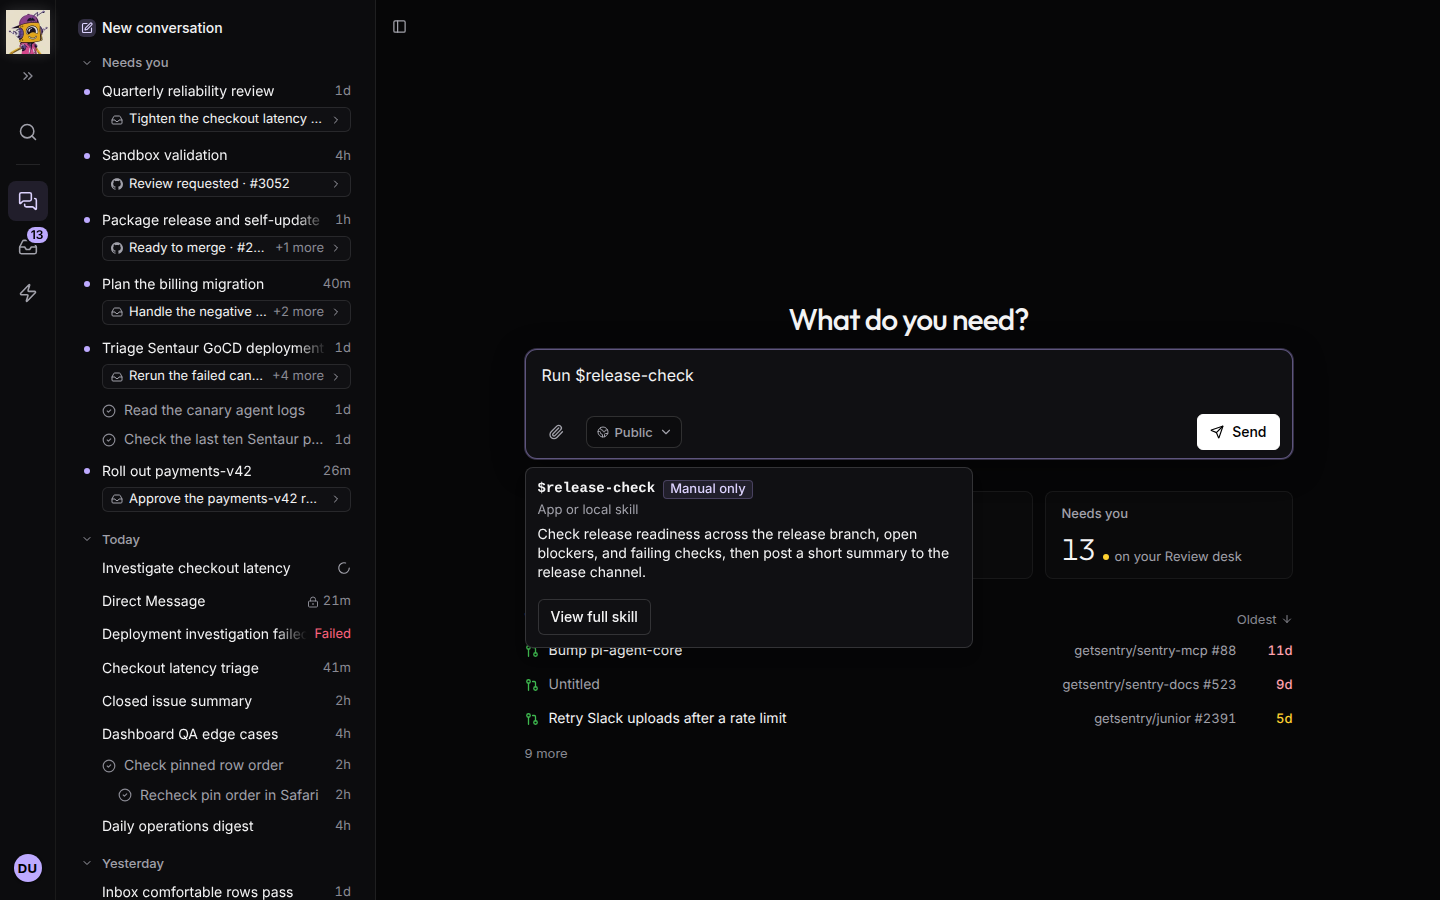 New conversation
Needs you
Quarterly reliability review 1d
Tighten the checkout latency ...
Sandbox validation 4h
Review requested · #3052
Package release and self-update 1h
Ready to merge · #2... +1 more
13
Plan the billing migration 40m
Handle the negative ... +2 more
Triage Sentaur GoCD deployment 1d
Rerun the failed can... +4 more
Read the canary agent logs 1d
Check the last ten Sentaur p... 1d
Roll out payments-v42 26m
Approve the payments-v42 r...
Today
Investigate checkout latency
Direct Message 21m
Deployment investigation failed Failed
Checkout latency triage 41m
Closed issue summary 2h
Dashboard QA edge cases 4h
Check pinned row order 2h
Recheck pin order in Safari 2h
Daily operations digest 4h
Yesterday
Inbox comfortable rows pass 1d
DU
What do you need?
Run $release-check
Public
Send
$release-check Manual only
App or local skill
Check release readiness across the release branch, open
blockers, and failing checks, then post a short summary to the
release channel.
View full skill
Needs you
13 on your Review desk
Oldest ↓
Bump pi-agent-core getsentry/sentry-mcp #88 11d
Untitled getsentry/sentry-docs #523 9d
Retry Slack uploads after a rate limit getsentry/junior #2391 5d
9 more